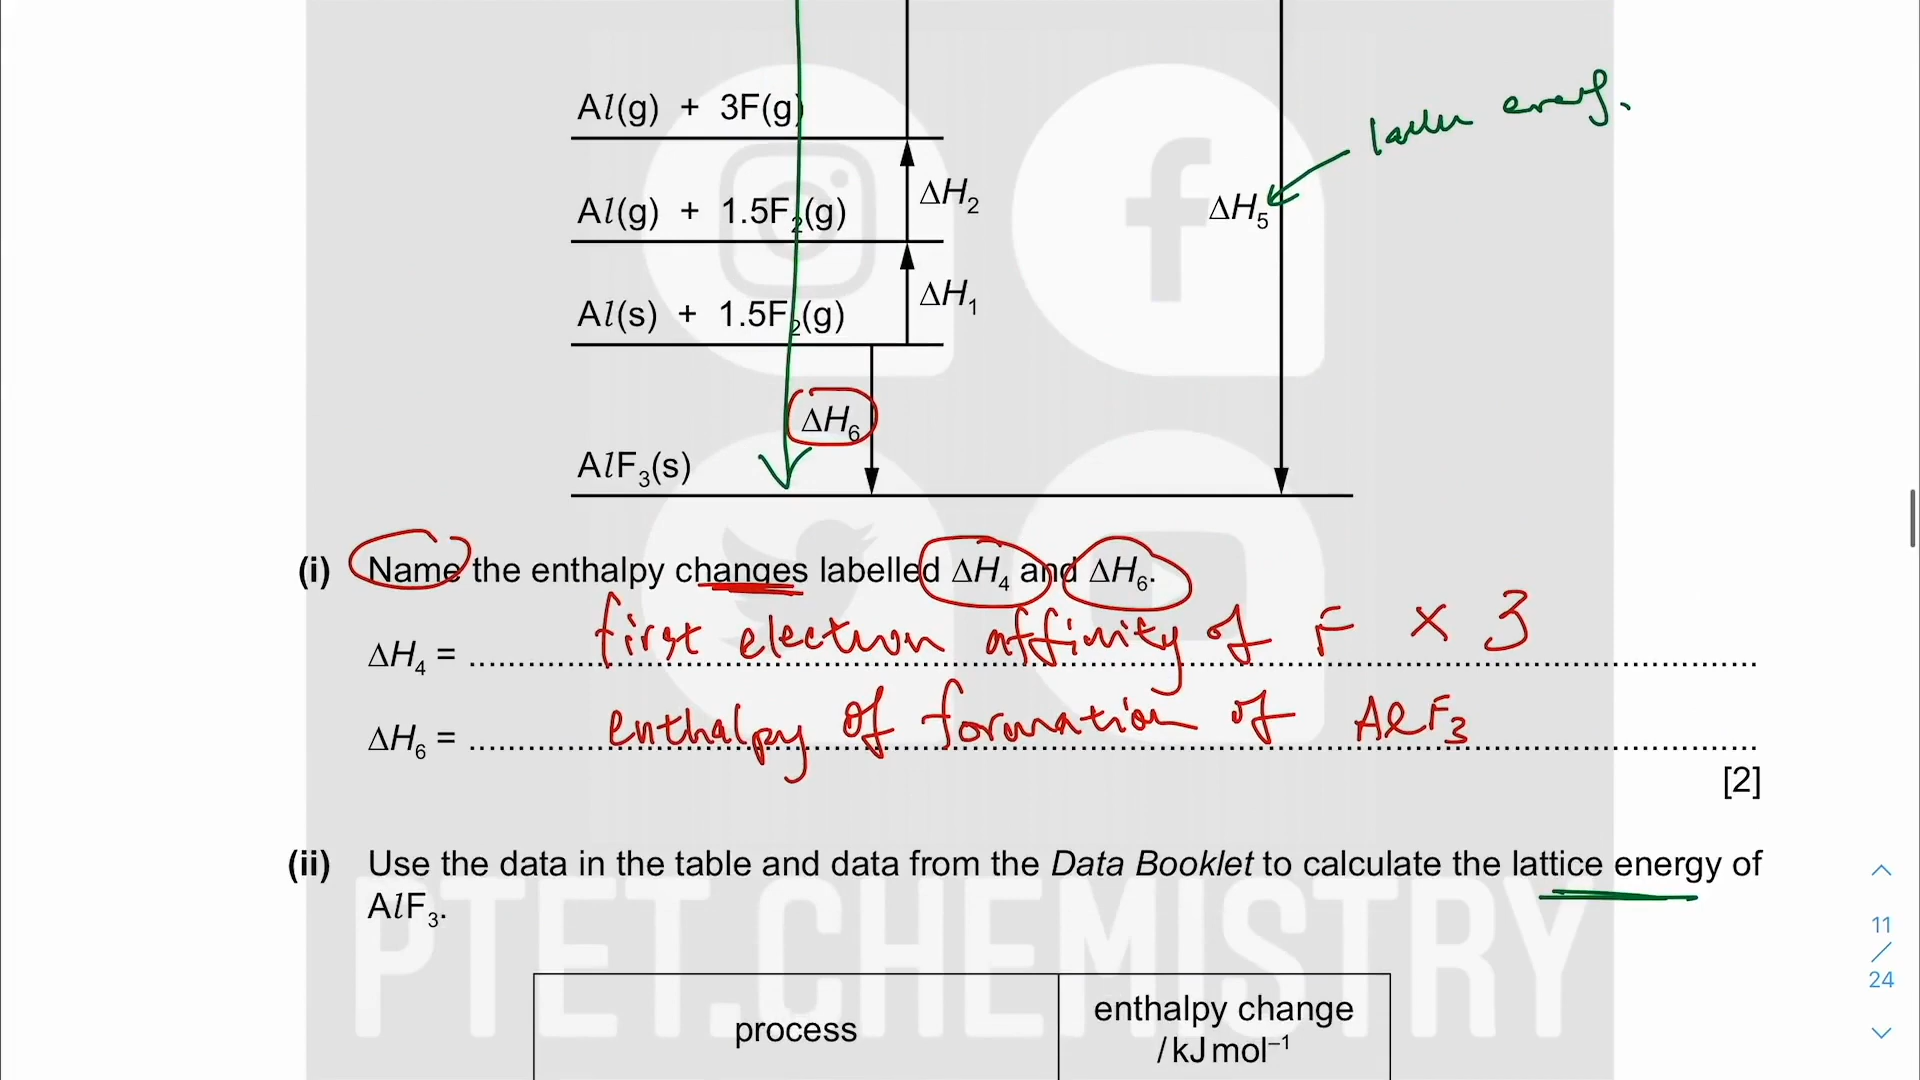 Al(g) + 3F(g)
lattice energy.
ΔH₂
Al(g) + 1.5F₂(g)
ΔH₅
ΔH₁
Al(s) + 1.5F₂(g)
ΔH₆
AlF₃(s)
(i) Name the enthalpy changes labelled ΔH₄ and ΔH₆.
ΔH₄ = first electron affinity of F × 3
ΔH₆ = enthalpy of formation of AlF₃
[2]
(ii) Use the data in the table and data from the Data Booklet to calculate the lattice energy of
AlF₃.
PTET.CHEMISTRY
process
enthalpy change
/kJ mol⁻¹
11
/
24